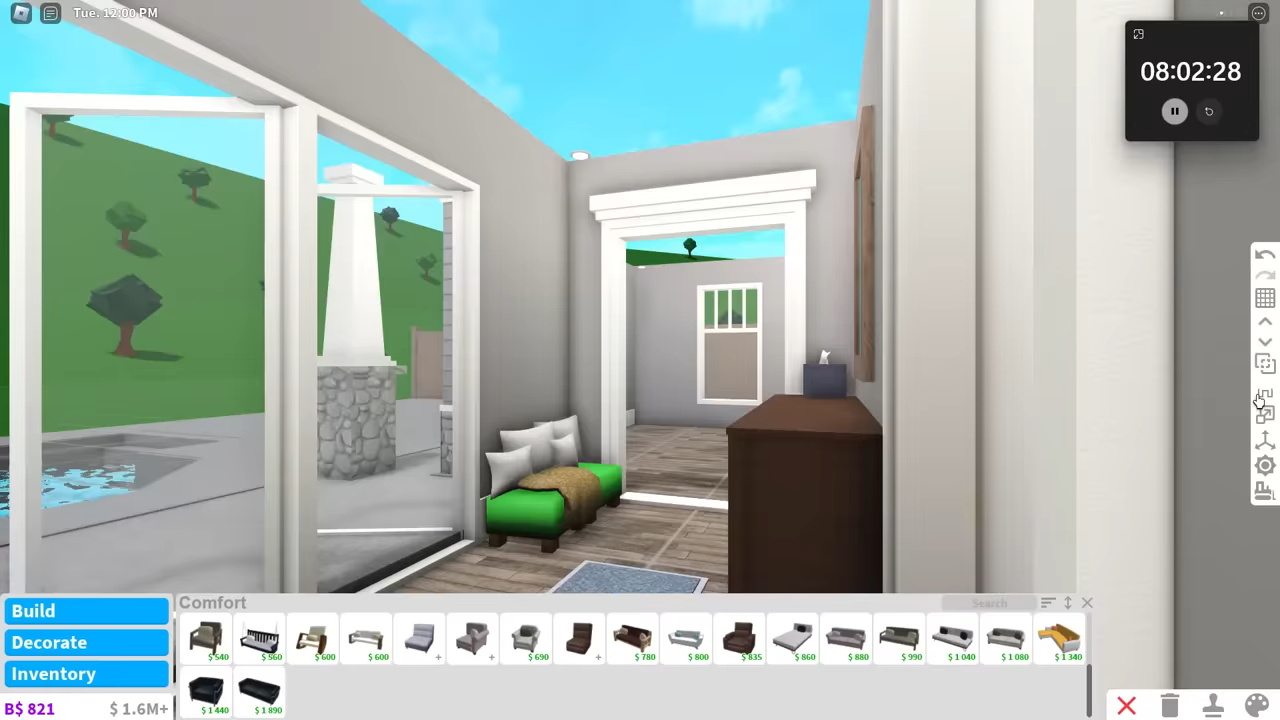 Tue. 12:00 PM
08:02:28
Build
Decorate
Inventory
B$ 821
$ 1.6M+
Comfort
Search
$ 540
$ 560
$ 600
$ 600
+
+
$ 690
+
$ 780
$ 800
$ 835
$ 860
$ 880
$ 990
$ 1 040
$ 1 080
$ 1 340
$ 1 440
$ 1 890